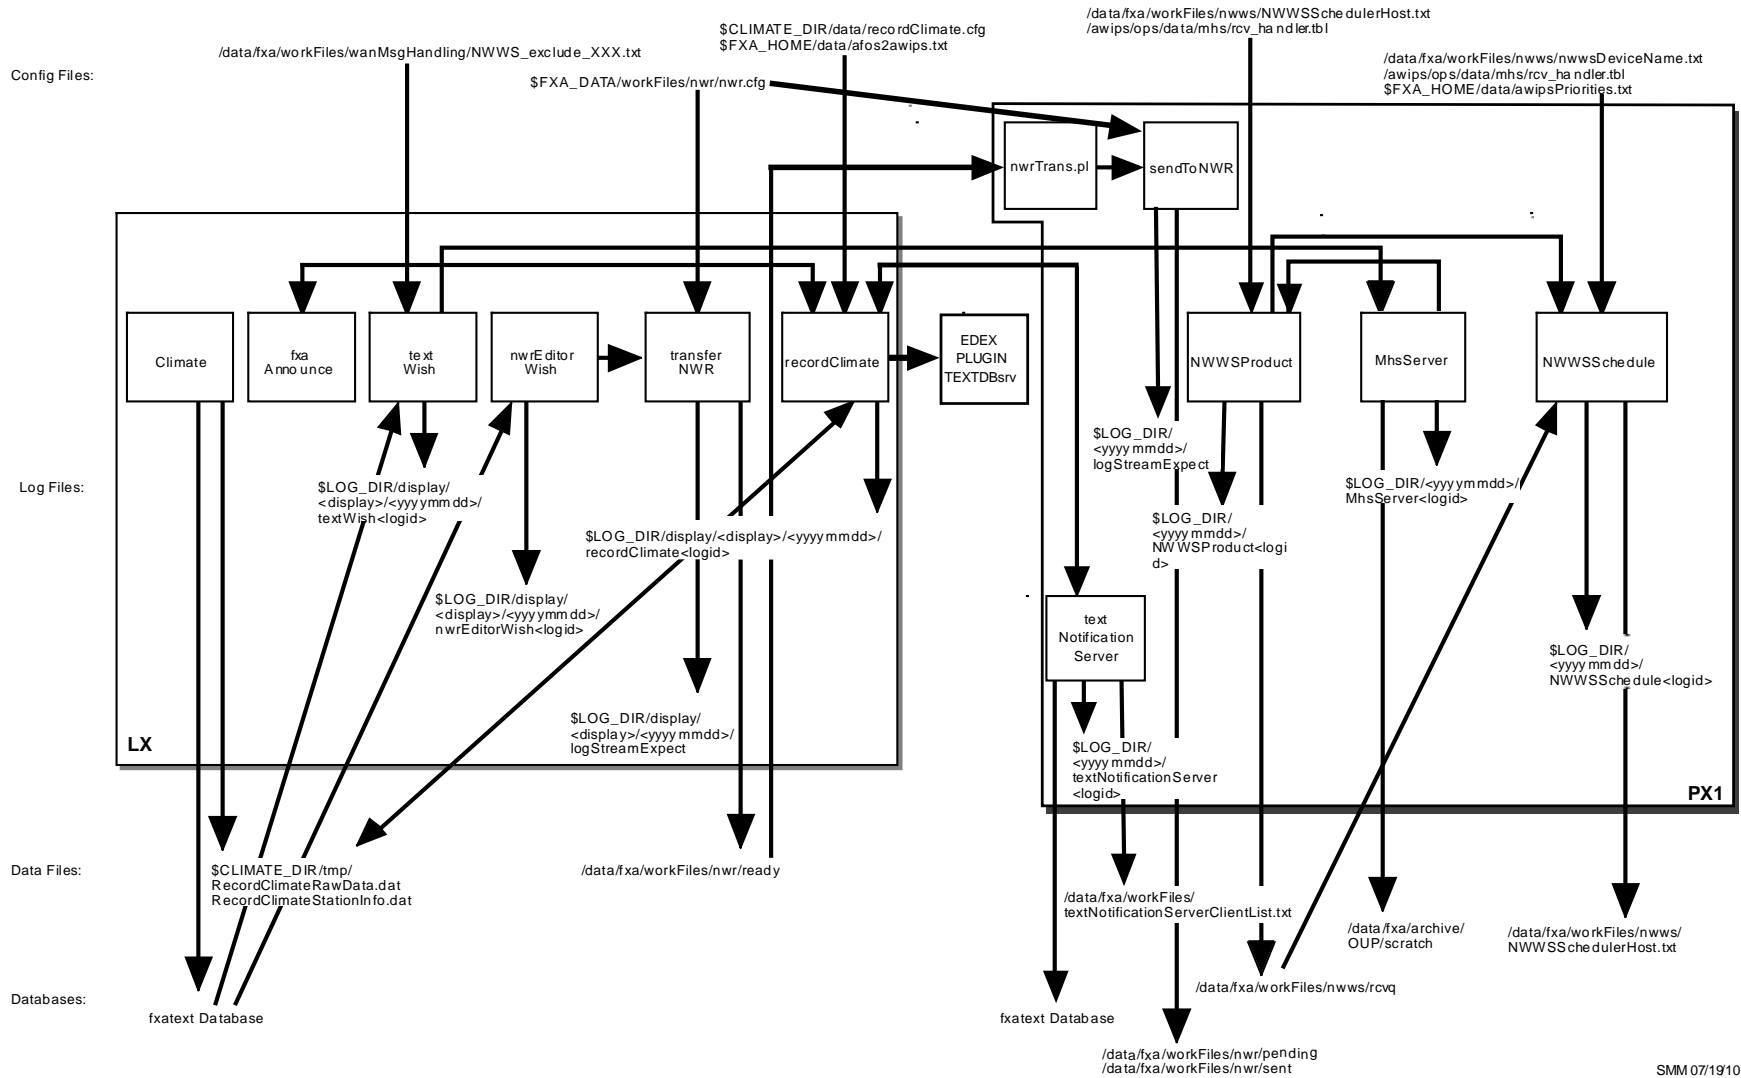 /data/fxa/workFiles/nwws/NWWSSchedulerHost.txt
/awips/ops/data/mhs/rcv_handler.tbl
$CLIMATE_DIR/data/recordClimate.cfg
$FXA_HOME/data/afos2awips.txt
/data/fxa/workFiles/wanMsgHandling/NWWS_exclude_XXX.txt
/data/fxa/workFiles/nwws/nwwsDeviceName.txt
/awips/ops/data/mhs/rcv_handler.tbl
$FXA_HOME/data/awipsPriorities.txt
Config Files:
$FXA_DATA/workFiles/nwr/nwr.cfg
nwrTrans.pl
sendToNWR
Climate
fxa
Announce
text
Wish
nwrEditor
Wish
transfer
NWR
recordClimate
EDEX
PLUGIN
TEXTDBsrv
NWWSProduct
MhsServer
NWWSSchedule
Log Files:
$LOG_DIR/display/
<display>/<yyyymmdd>/
textWish<logid>
$LOG_DIR/display/<display>/<yyyymmdd>/
recordClimate<logid>
$LOG_DIR/
<yyyymmdd>/
logStreamExpect
$LOG_DIR/
<yyyymmdd>/
NWWSProduct<logi
d>
$LOG_DIR/<yyyymmdd>/
MhsServer<logid>
$LOG_DIR/display/
<display>/<yyyymmdd>/
nwrEditorWish<logid>
text
Notification
Server
$LOG_DIR/
<yyyymmdd>/
NWWSSchedule<logid>
$LOG_DIR/display/
<display>/<yyyymmdd>/
logStreamExpect
$LOG_DIR/
<yyyymmdd>/
textNotificationServer
<logid>
LX
PX1
Data Files:
$CLIMATE_DIR/tmp/
RecordClimateRawData.dat
RecordClimateStationInfo.dat
/data/fxa/workFiles/nwr/ready
/data/fxa/workFiles/
textNotificationServerClientList.txt
/data/fxa/archive/
OUP/scratch
/data/fxa/workFiles/nwws/
NWWSSchedulerHost.txt
Databases:
/data/fxa/workFiles/nwws/rcvq
fxatext Database
fxatext Database
/data/fxa/workFiles/nwr/pending
/data/fxa/workFiles/nwr/sent
SMM 07/19/10